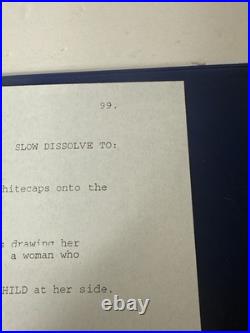 99.
SLOW DISSOLVE TO:
hitecaps onto the
drawing her
a woman who
HILD at her side.